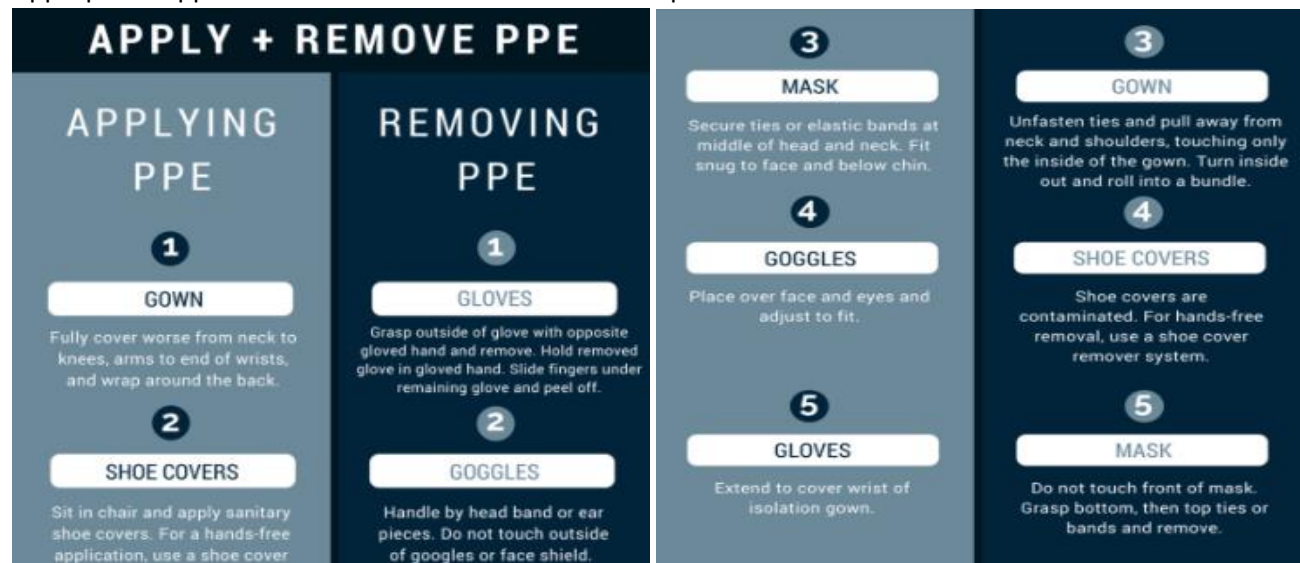 APPLY + REMOVE PPE
APPLYING
PPE
1
GOWN
Fully cover worse from neck to
knees, arms to end of wrists,
and wrap around the back.
2
SHOE COVERS
Sit in chair and apply sanitary
shoe covers. For a hands-free
application, use a shoe cover
REMOVING
PPE
1
GLOVES
Grasp outside of glove with opposite
gloved hand and remove. Hold removed
glove in gloved hand. Slide fingers under
remaining glove and peel off.
2
GOGGLES
Handle by head band or ear
pieces. Do not touch outside
of googles or face shield.
3
MASK
Secure ties or elastic bands at
middle of head and neck. Fit
snug to face and below chin.
4
GOGGLES
Place over face and eyes and
adjust to fit.
5
GLOVES
Extend to cover wrist of
isolation gown.
3
GOWN
Unfasten ties and pull away from
neck and shoulders, touching only
the inside of the gown. Turn inside
out and roll into a bundle.
4
SHOE COVERS
Shoe covers are
contaminated. For hands-free
removal, use a shoe cover
remover system.
5
MASK
Do not touch front of mask.
Grasp bottom, then top ties or
bands and remove.